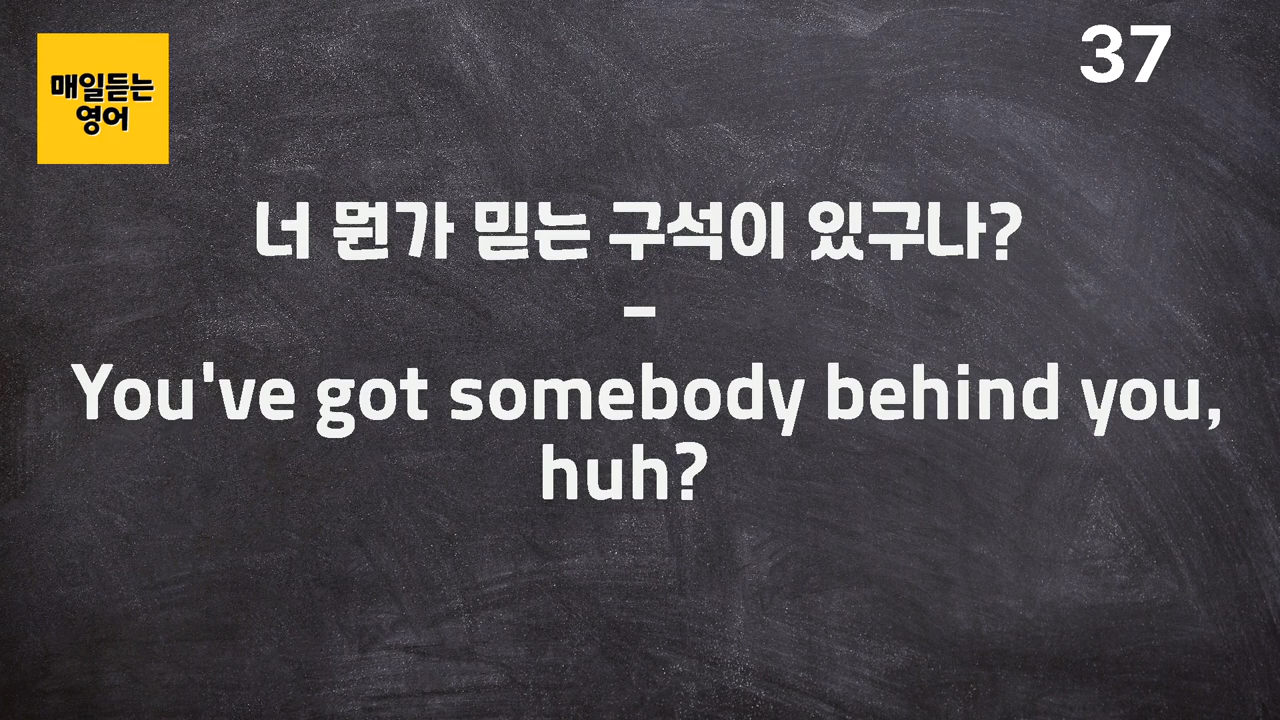 매일듣는
영어
37
너 뭔가 믿는 구석이 있구나?
-
You've got somebody behind you,
huh?